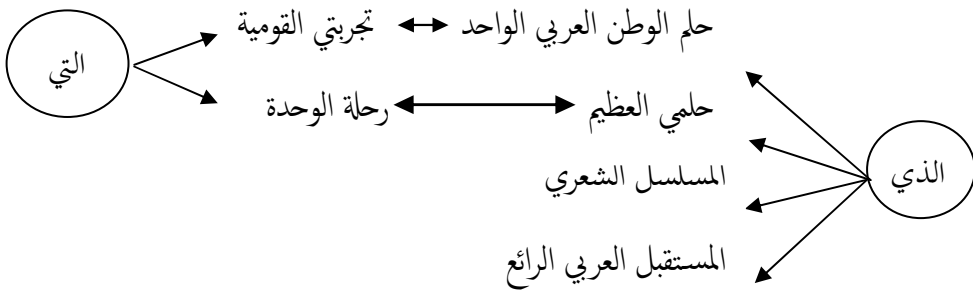 حلم الوطن العربي الواحد تجربتي القومية
التي
حلمي العظيم رحلة الوحدة
الذي
المسلسل الشعري
المستقبل العربي الرائع